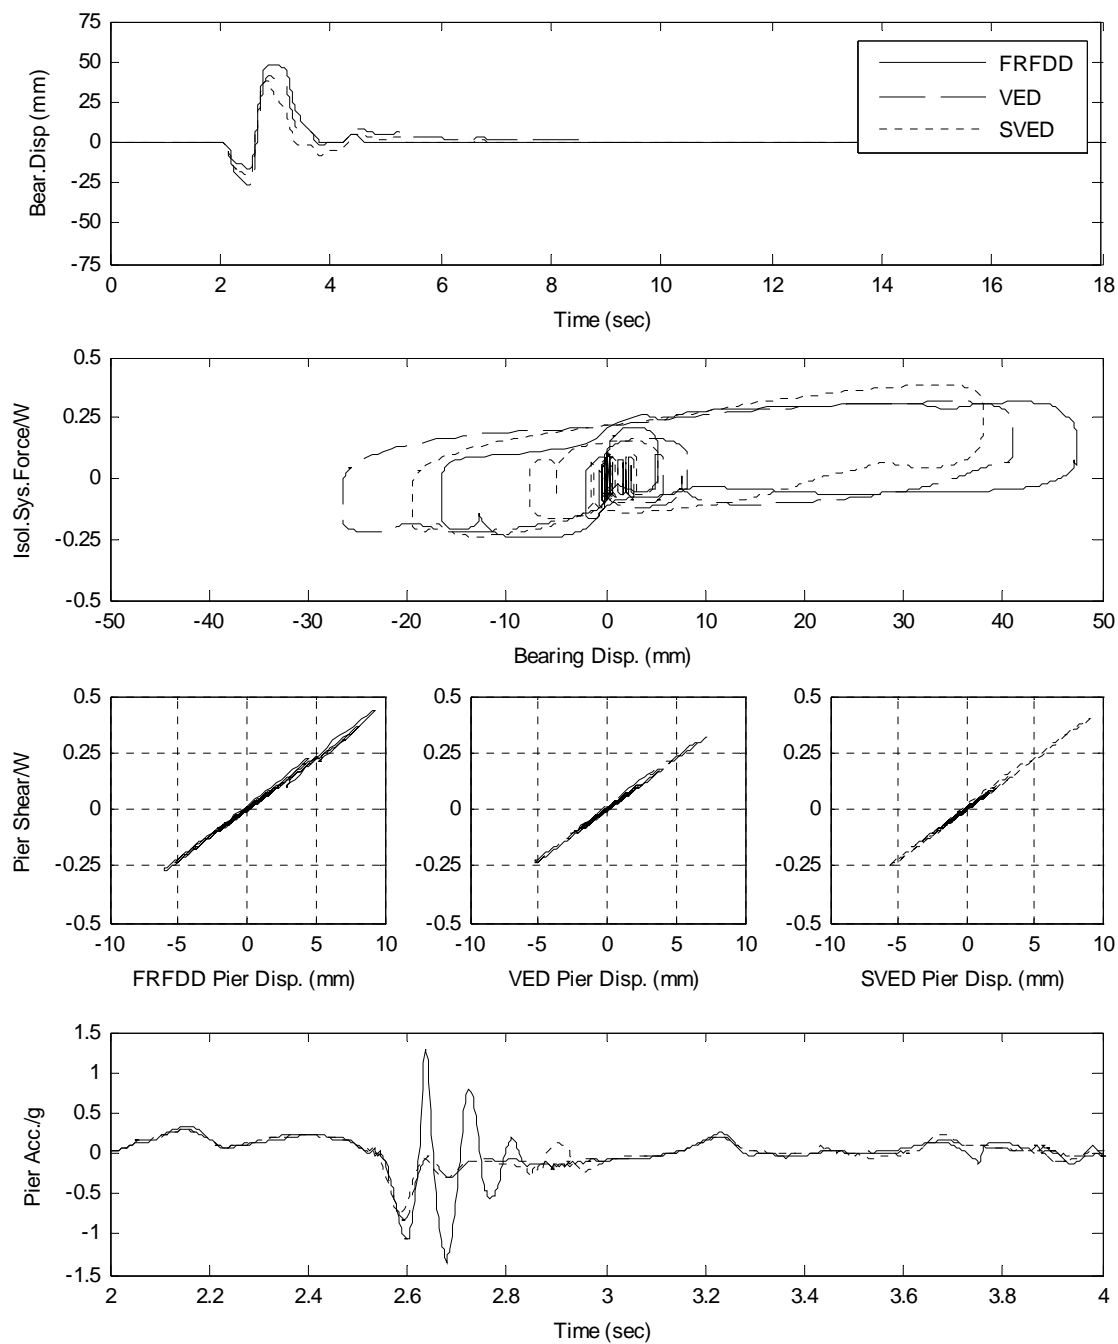 75
50
25
0
-25
-50
-75
Bear.Disp (mm)
FRFDD
VED
SVED
0 2 4 6 8 10 12 14 16 18
Time (sec)
0.5
0.25
0
-0.25
-0.5
Isol.Sys.Force/W
-50 -40 -30 -20 -10 0 10 20 30 40 50
Bearing Disp. (mm)
0.5
0.25
0
-0.25
-0.5
Pier Shear/W
-10 -5 0 5 10
FRFDD Pier Disp. (mm)
0.5
0.25
0
-0.25
-0.5
-10 -5 0 5 10
VED Pier Disp. (mm)
0.5
0.25
0
-0.25
-0.5
-10 -5 0 5 10
SVED Pier Disp. (mm)
1.5
1
0.5
0
-0.5
-1
-1.5
Pier Acc./g
2 2.2 2.4 2.6 2.8 3 3.2 3.4 3.6 3.8 4
Time (sec)